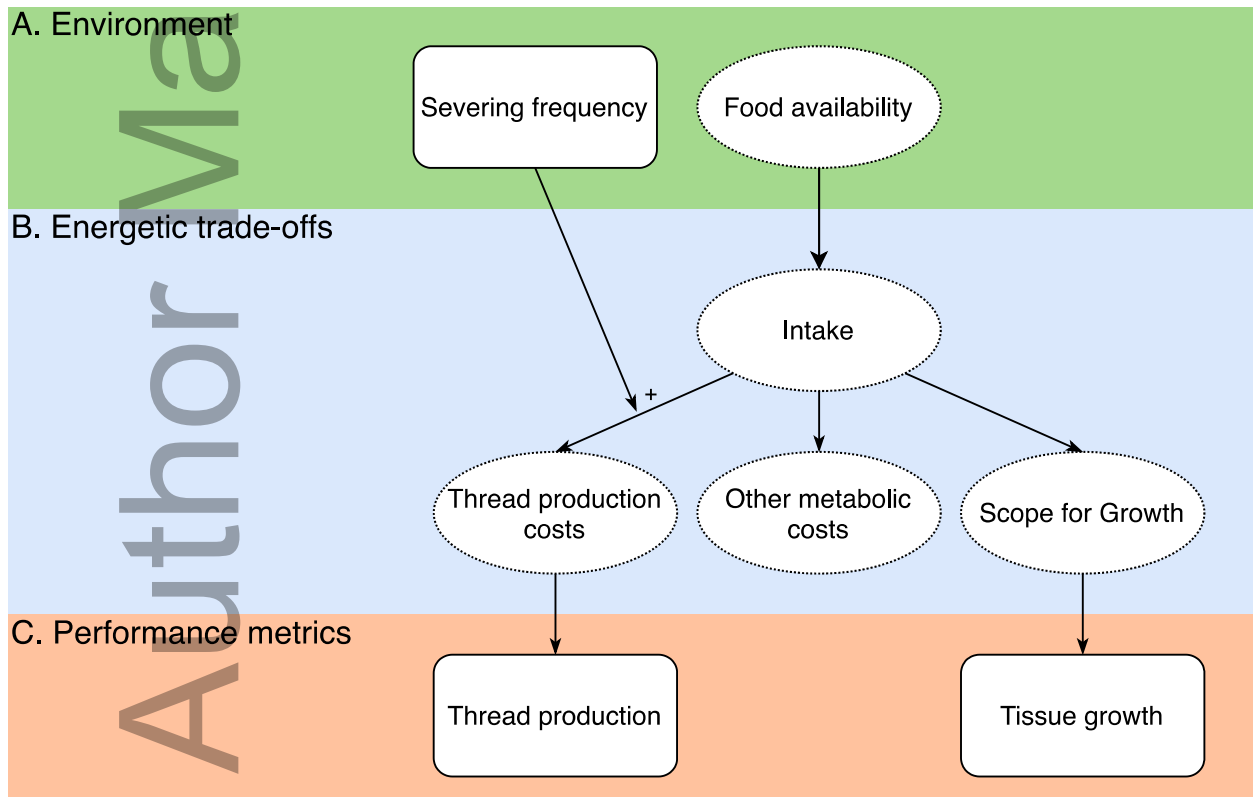 A. Environment
Severing frequency
Food availability
B. Energetic trade-offs
Intake
+
Thread production
costs
Other metabolic
costs
Scope for Growth
C. Performance metrics
Thread production
Tissue growth
Author Ma